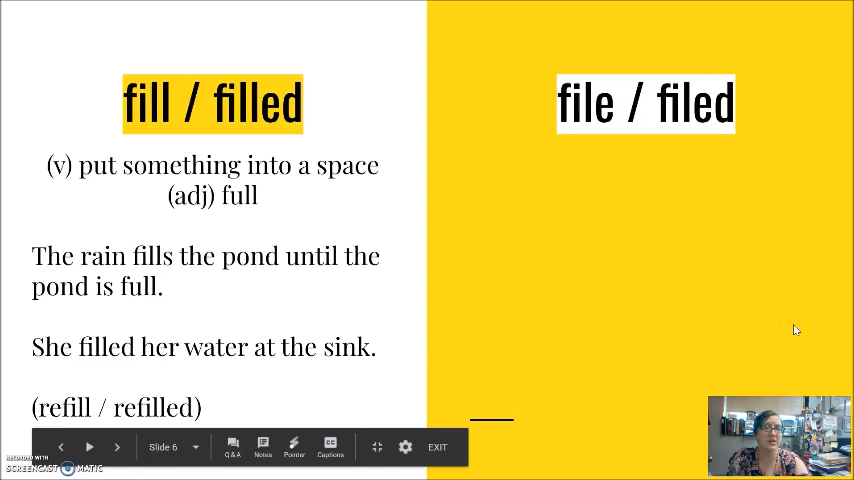 fill / filled
(v) put something into a space
(adj) full
The rain fills the pond until the
pond is full.
She filled her water at the sink.
(refill / refilled)
file / filed
Slide 6
Q & A
Notes
Pointer
Captions
EXIT
RECORDED WITH
SCREENCAST MATIC